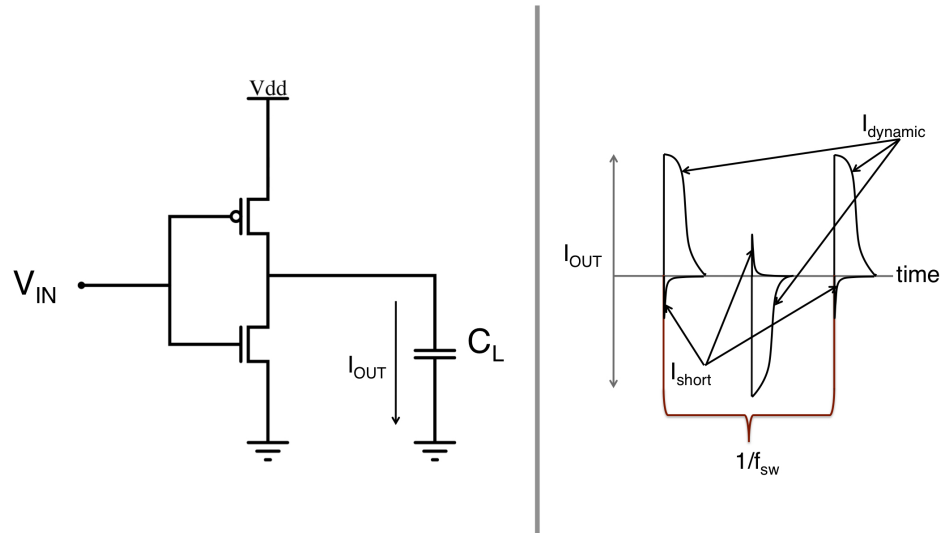 Vdd
V_IN
I_OUT
C_L
I_dynamic
I_OUT
time
I_short
1/f_sw